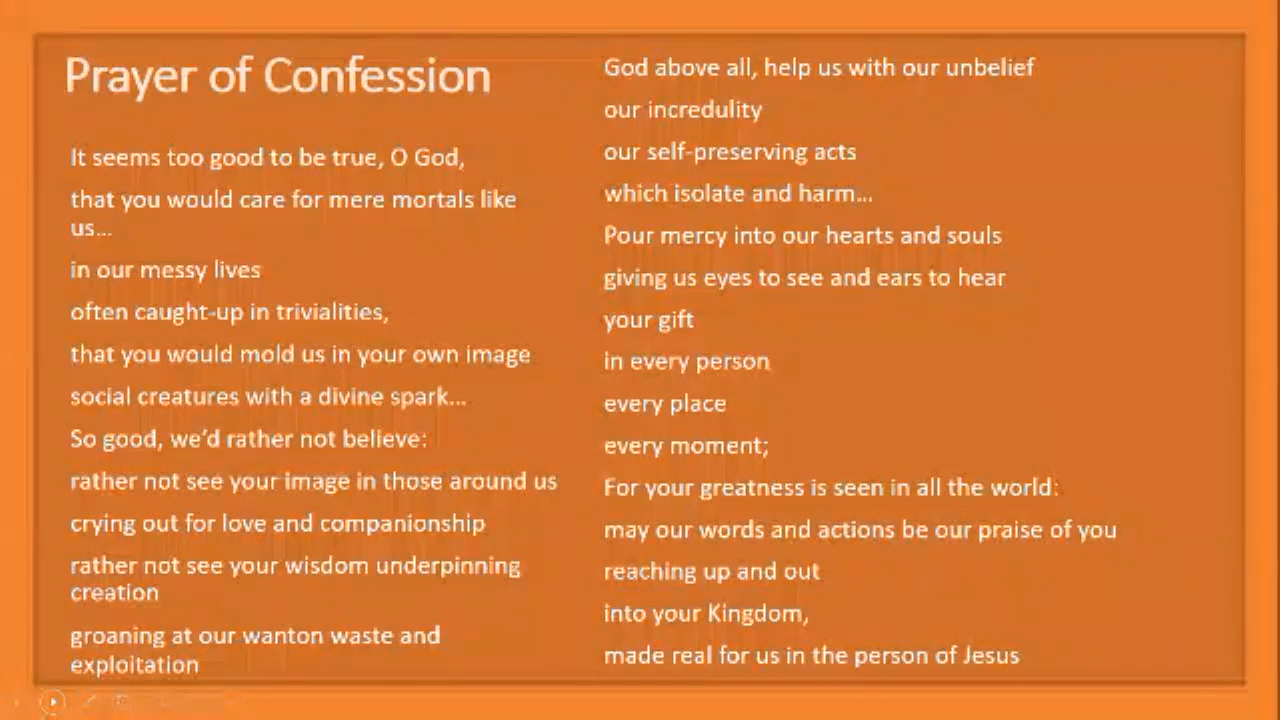 Prayer of Confession
It seems too good to be true, O God,
that you would care for mere mortals like
us...
in our messy lives
often caught-up in trivialities,
that you would mold us in your own image
social creatures with a divine spark...
So good, we’d rather not believe:
rather not see your image in those around us
crying out for love and companionship
rather not see your wisdom underpinning
creation
groaning at our wanton waste and
exploitation
God above all, help us with our unbelief
our incredulity
our self-preserving acts
which isolate and harm...
Pour mercy into our hearts and souls
giving us eyes to see and ears to hear
your gift
in every person
every place
every moment;
For your greatness is seen in all the world:
may our words and actions be our praise of you
reaching up and out
into your Kingdom,
made real for us in the person of Jesus